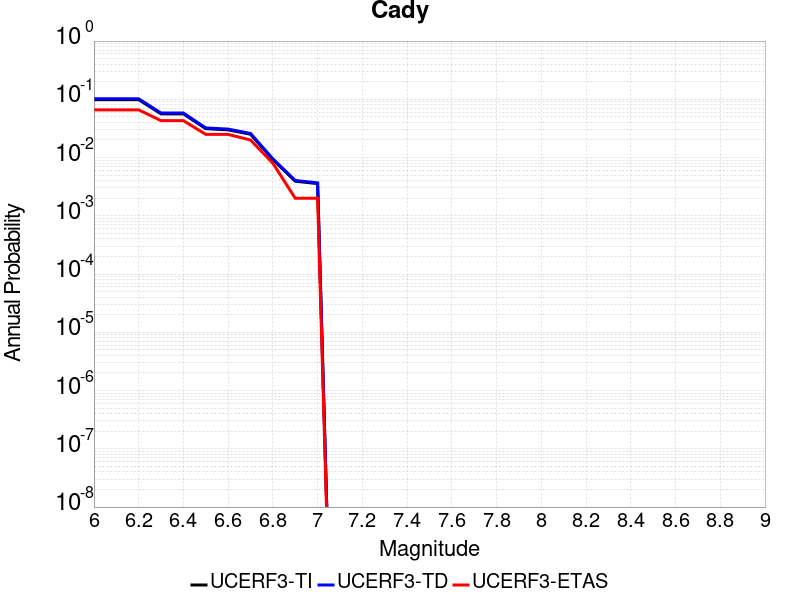 Cady
10^0
10^-1
10^-2
10^-3
10^-4
10^-5
10^-6
10^-7
10^-8
Annual Probability
6 6.2 6.4 6.6 6.8 7 7.2 7.4 7.6 7.8 8 8.2 8.4 8.6 8.8 9
Magnitude
UCERF3-TI UCERF3-TD UCERF3-ETAS